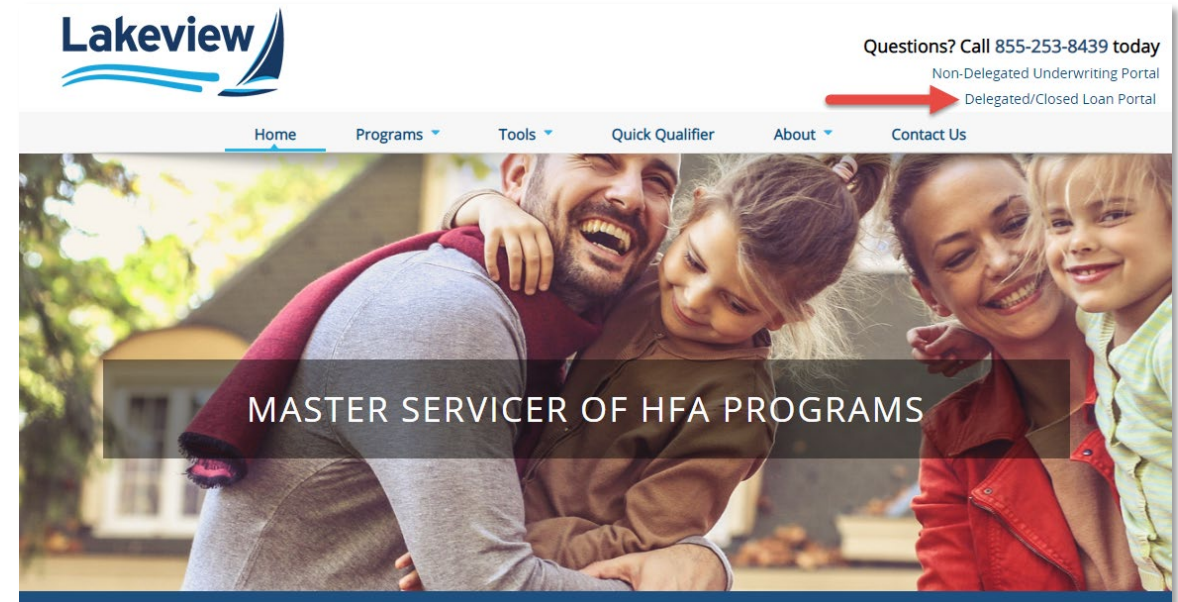 Lakeview
Questions? Call 855-253-8439 today
Non-Delegated Underwriting Portal
Delegated/Closed Loan Portal
Home Programs Tools Quick Qualifier About Contact Us
MASTER SERVICER OF HFA PROGRAMS